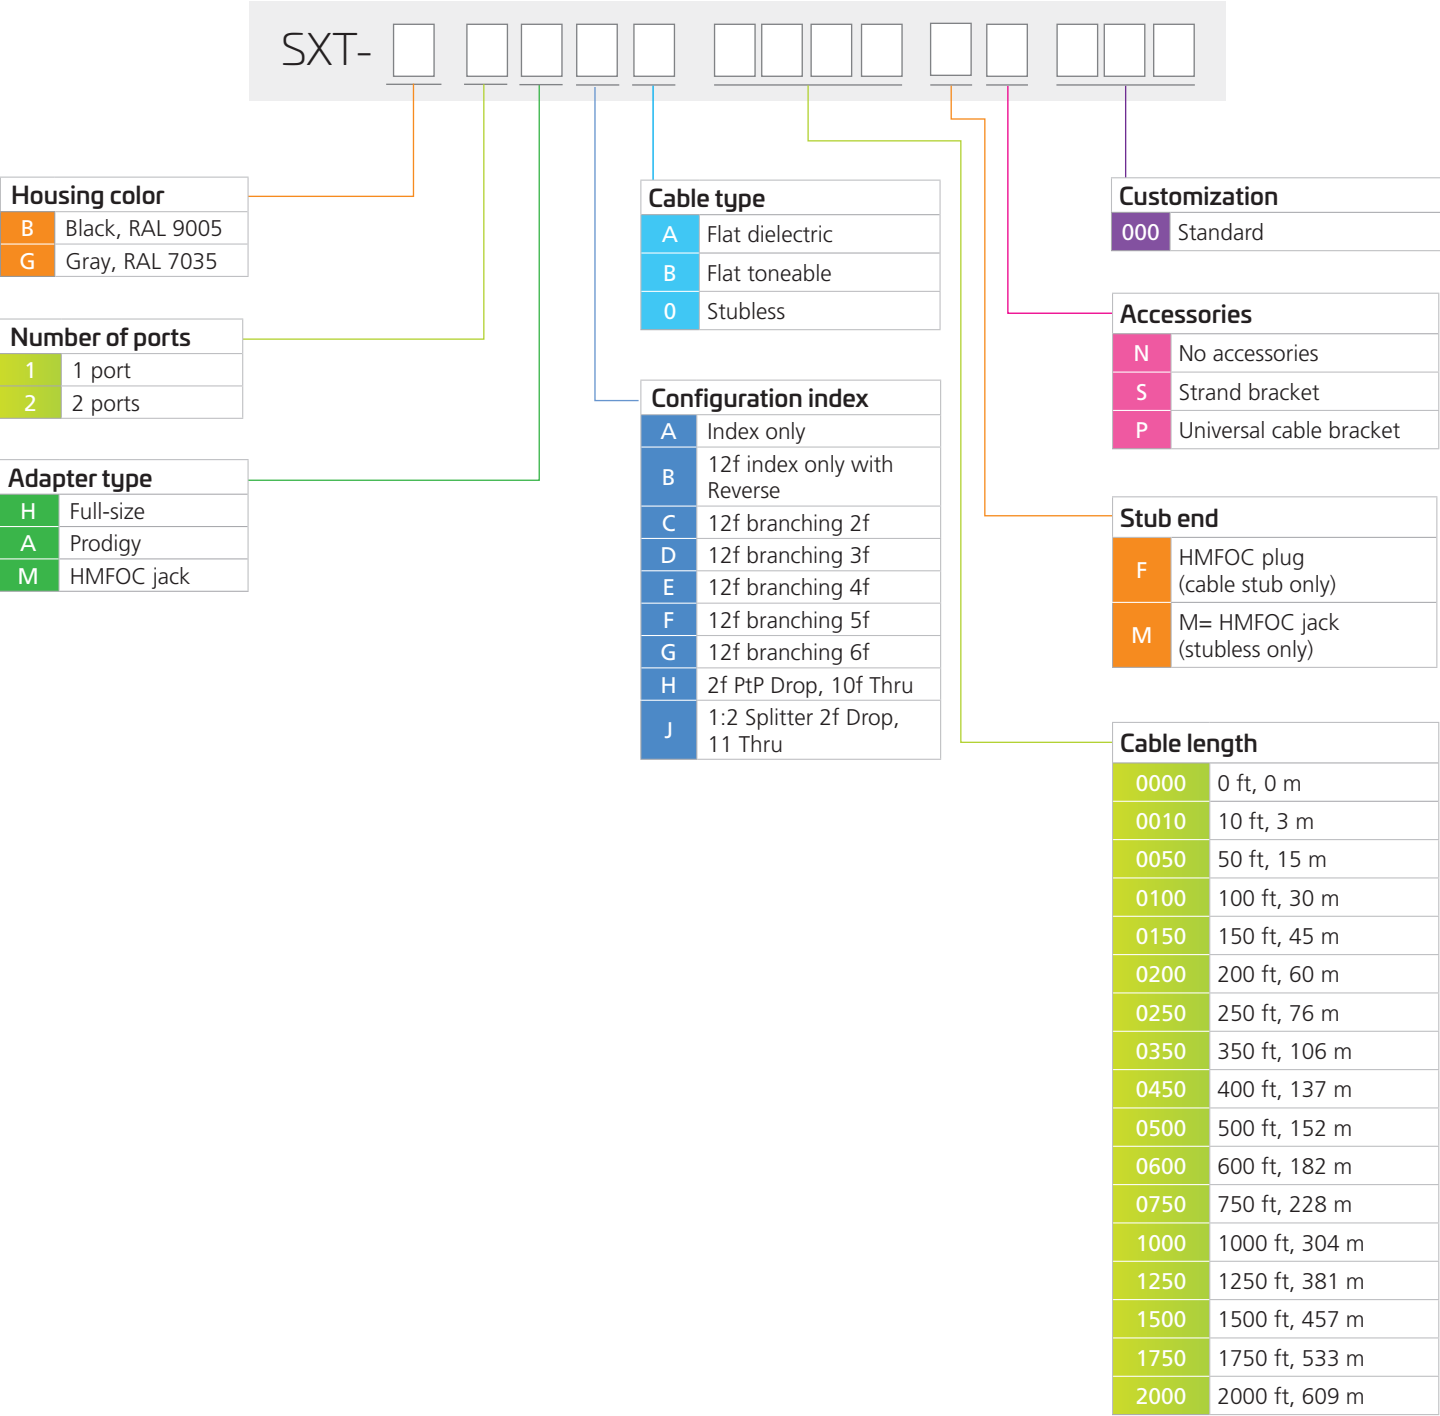 SXT-
Housing color
B Black, RAL 9005
G Gray, RAL 7035
Number of ports
1 1 port
2 2 ports
Adapter type
H Full-size
A Prodigy
M HMFOC jack
Cable type
A Flat dielectric
B Flat toneable
0 Stubless
Configuration index
A Index only
B 12f index only with
Reverse
C 12f branching 2f
D 12f branching 3f
E 12f branching 4f
F 12f branching 5f
G 12f branching 6f
H 2f PtP Drop, 10f Thru
J 1:2 Splitter 2f Drop,
11 Thru
Customization
000 Standard
Accessories
N No accessories
S Strand bracket
P Universal cable bracket
Stub end
F HMFOC plug
(cable stub only)
M M= HMFOC jack
(stubless only)
Cable length
0000 0 ft, 0 m
0010 10 ft, 3 m
0050 50 ft, 15 m
0100 100 ft, 30 m
0150 150 ft, 45 m
0200 200 ft, 60 m
0250 250 ft, 76 m
0350 350 ft, 106 m
0450 400 ft, 137 m
0500 500 ft, 152 m
0600 600 ft, 182 m
0750 750 ft, 228 m
1000 1000 ft, 304 m
1250 1250 ft, 381 m
1500 1500 ft, 457 m
1750 1750 ft, 533 m
2000 2000 ft, 609 m